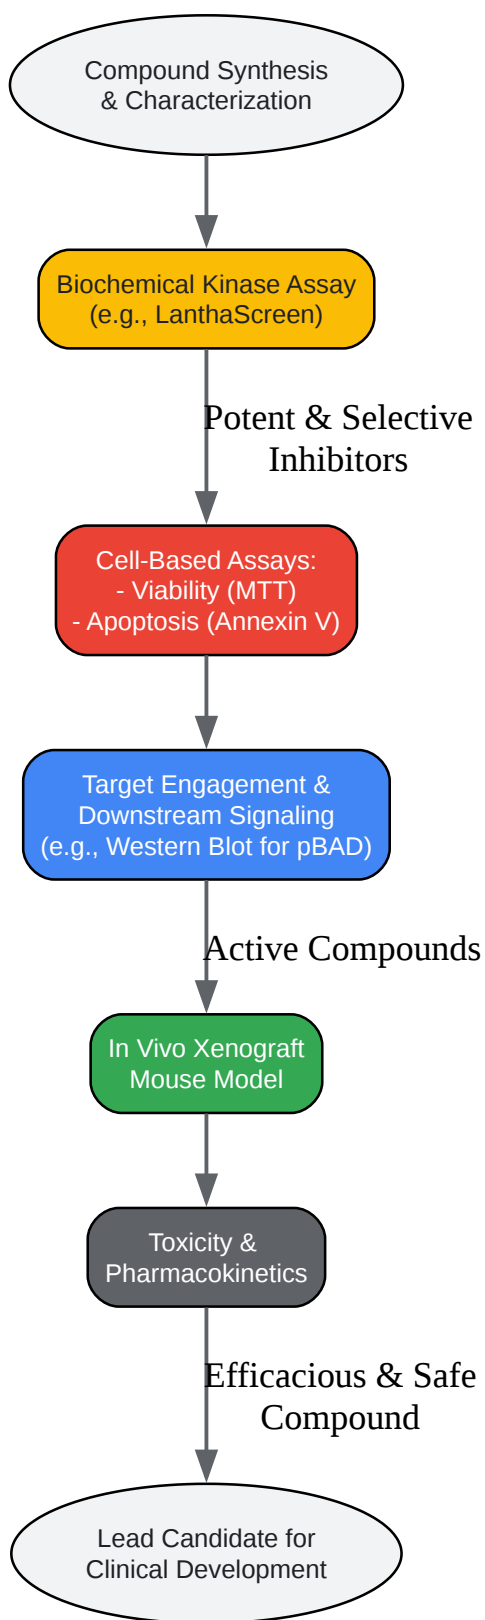 Compound Synthesis
& Characterization
Biochemical Kinase Assay
(e.g., LanthaScreen)
Potent & Selective
Inhibitors
Cell-Based Assays:
- Viability (MTT)
- Apoptosis (Annexin V)
Target Engagement &
Downstream Signaling
(e.g., Western Blot for pBAD)
Active Compounds
In Vivo Xenograft
Mouse Model
Toxicity &
Pharmacokinetics
Efficacious & Safe
Compound
Lead Candidate for
Clinical Development